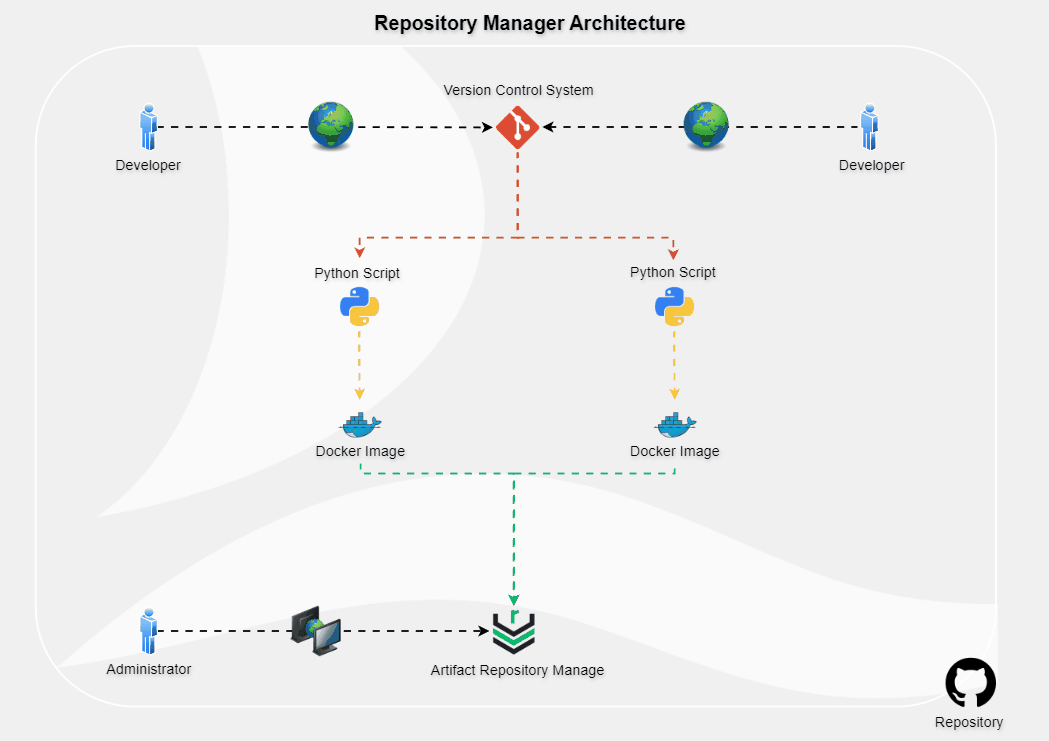 Repository Manager Architecture
Version Control System
Developer
Developer
Python Script
Python Script
Docker Image
Docker Image
Administrator
Artifact Repository Manage
Repository